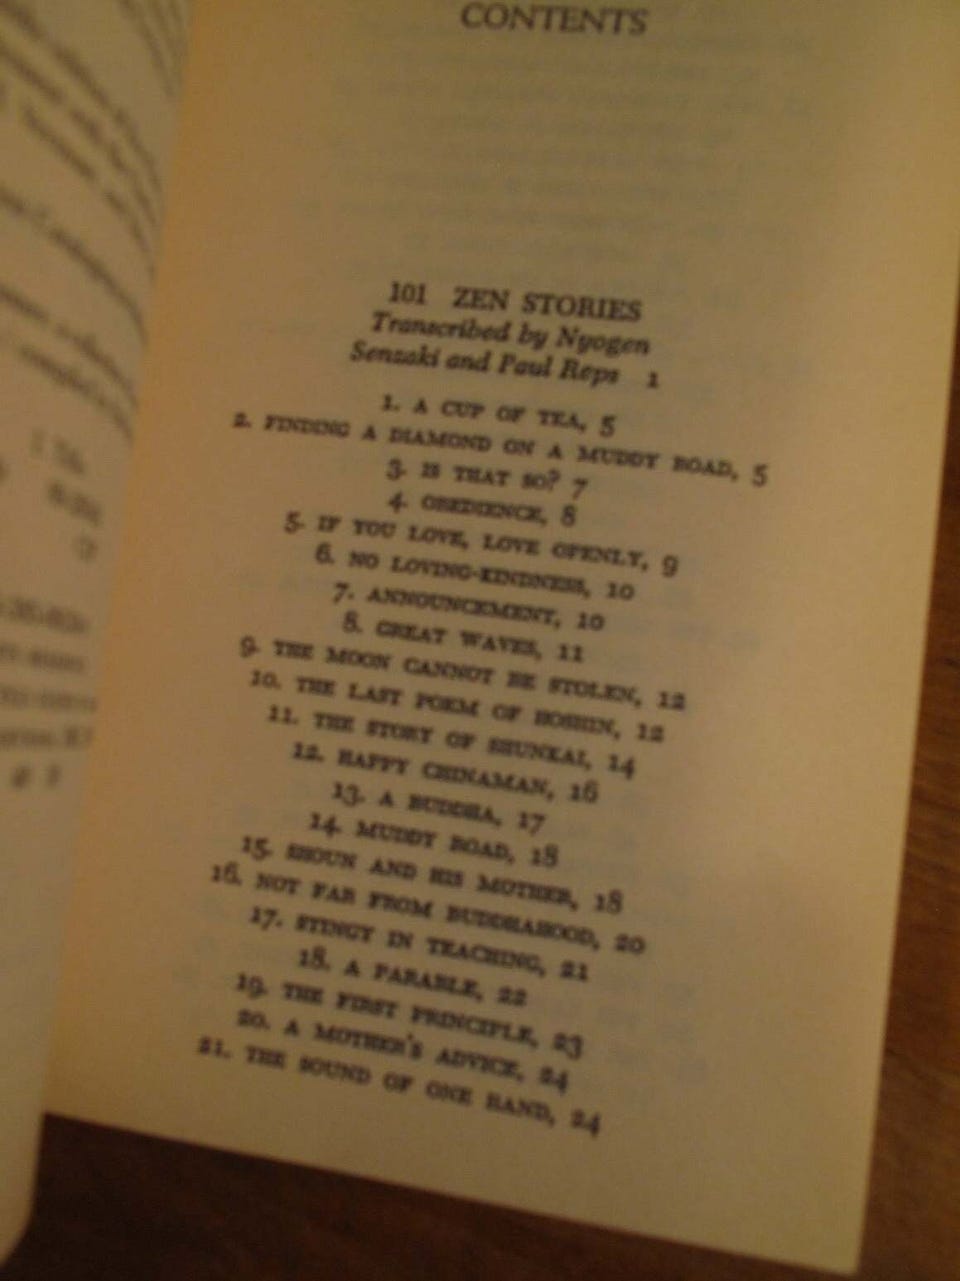 CONTENTS
101 ZEN STORIES
Transcribed by Nyogen
Senzaki and Paul Reps 1
1. A CUP OF TEA, 5
2. FINDING A DIAMOND ON A MUDDY ROAD, 5
3. IS THAT SO? 7
4. OBEDIENCE, 8
5. IF YOU LOVE, LOVE OPENLY, 9
6. NO LOVING-KINDNESS, 10
7. ANNOUNCEMENT, 10
8. GREAT WAVES, 11
9. THE MOON CANNOT BE STOLEN, 12
10. THE LAST POEM OF HOSHIN, 12
11. THE STORY OF SHUNKAI, 14
12. HAPPY CHINAMAN, 16
13. A BUDDHA, 17
14. MUDDY ROAD, 18
15. SHOUN AND HIS MOTHER, 18
16. NOT FAR FROM BUDDHAHOOD, 20
17. STINGY IN TEACHING, 21
18. A PARABLE, 22
19. THE FIRST PRINCIPLE, 23
20. A MOTHER'S ADVICE, 24
21. THE SOUND OF ONE HAND, 24